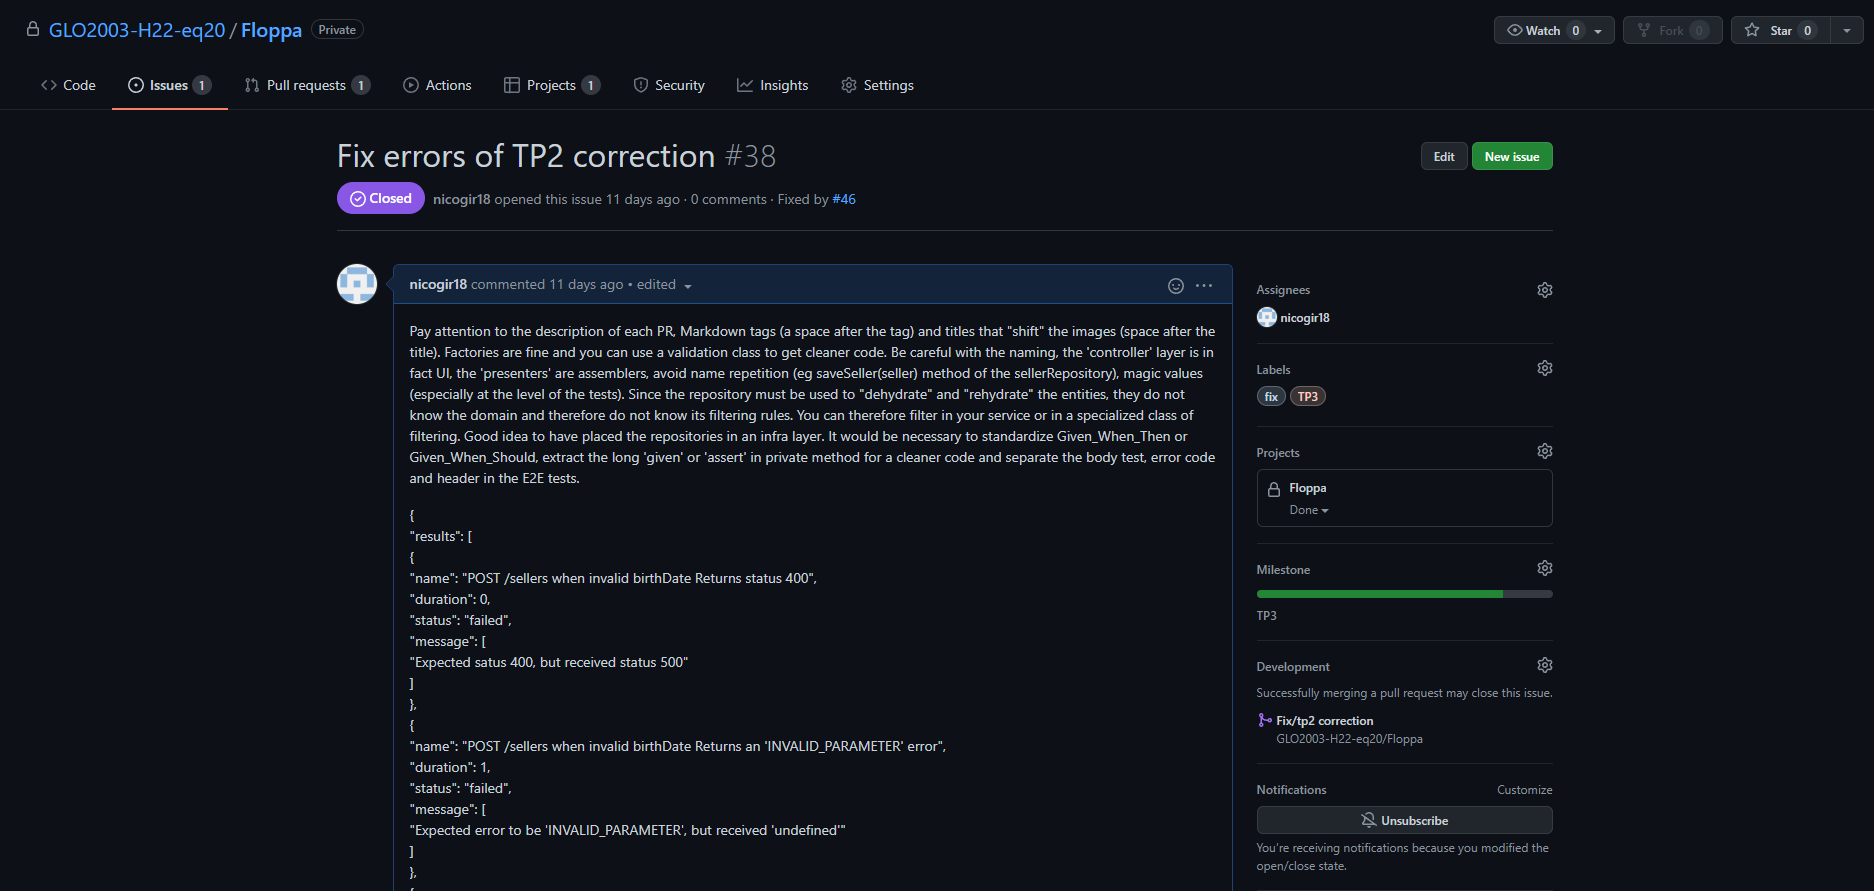 GLO2003-H22-eq20 / Floppa Private
Watch 0
Fork 0
Star 0
Code
Issues 1
Pull requests 1
Actions
Projects 1
Security
Insights
Settings
Fix errors of TP2 correction #38
Edit
New issue
Closed
nicogir18 opened this issue 11 days ago · 0 comments · Fixed by #46
nicogir18 commented 11 days ago • edited
Pay attention to the description of each PR, Markdown tags (a space after the tag) and titles that "shift" the images (space after the
title). Factories are fine and you can use a validation class to get cleaner code. Be careful with the naming, the 'controller' layer is in
fact UI, the 'presenters' are assemblers, avoid name repetition (eg saveSeller(seller) method of the sellerRepository), magic values
(especially at the level of the tests). Since the repository must be used to "dehydrate" and "rehydrate" the entities, they do not
know the domain and therefore do not know its filtering rules. You can therefore filter in your service or in a specialized class of
filtering. Good idea to have placed the repositories in an infra layer. It would be necessary to standardize Given_When_Then or
Given_When_Should, extract the long 'given' or 'assert' in private method for a cleaner code and separate the body test, error code
and header in the E2E tests.
{
"results": [
{
"name": "POST /sellers when invalid birthDate Returns status 400",
"duration": 0,
"status": "failed",
"message": [
"Expected satus 400, but received status 500"
]
},
{
"name": "POST /sellers when invalid birthDate Returns an 'INVALID_PARAMETER' error",
"duration": 1,
"status": "failed",
"message": [
"Expected error to be 'INVALID_PARAMETER', but received 'undefined'"
]
},
{
Assignees
nicogir18
Labels
fix TP3
Projects
Floppa
Done
Milestone
TP3
Development
Successfully merging a pull request may close this issue.
Fix/tp2 correction
GLO2003-H22-eq20/Floppa
Notifications
Customize
Unsubscribe
You're receiving notifications because you modified the
open/close state.